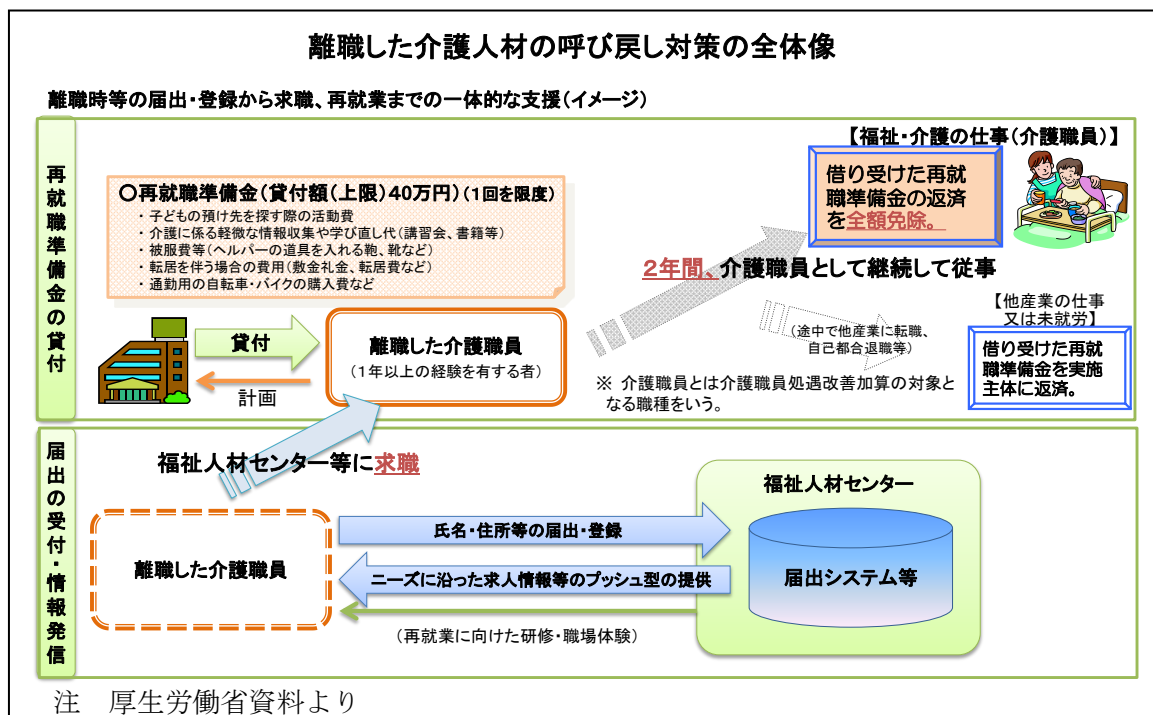 離職した介護人材の呼び戻し対策の全体像
離職時等の届出・登録から求職、再就業までの一体的な支援(イメージ)
再就職準備金の貸付
【福祉・介護の仕事(介護職員)】
借り受けた再就
職準備金の返済
を全額免除。
○再就職準備金(貸付額(上限)40万円)(1回を限度)
・子どもの預け先を探す際の活動費
・介護に係る軽微な情報収集や学び直し代(講習会、書籍等)
・被服費等(ヘルパーの道具を入れる鞄、靴など)
・転居を伴う場合の費用(敷金礼金、転居費など)
・通勤用の自転車・バイクの購入費など
2年間、介護職員として継続して従事
貸付
計画
離職した介護職員
(1年以上の経験を有する者)
(途中で他産業に転職、
自己都合退職等)
【他産業の仕事
又は未就労】
借り受けた再就
職準備金を実施
主体に返済。
※ 介護職員とは介護職員処遇改善加算の対象と
なる職種をいう。
届出の受付・情報発信
福祉人材センター等に求職
離職した介護職員
氏名・住所等の届出・登録
ニーズに沿った求人情報等のプッシュ型の提供
(再就業に向けた研修・職場体験)
福祉人材センター
届出システム等
注 厚生労働省資料より